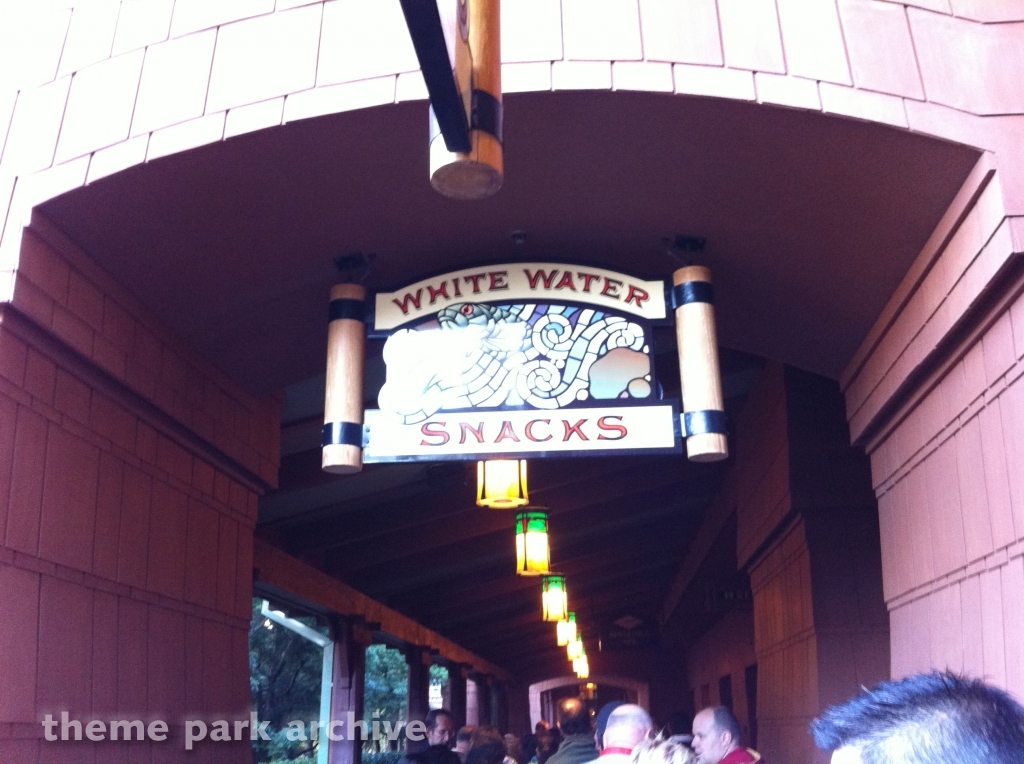 WHITE WATER
SNACKS
theme park archive